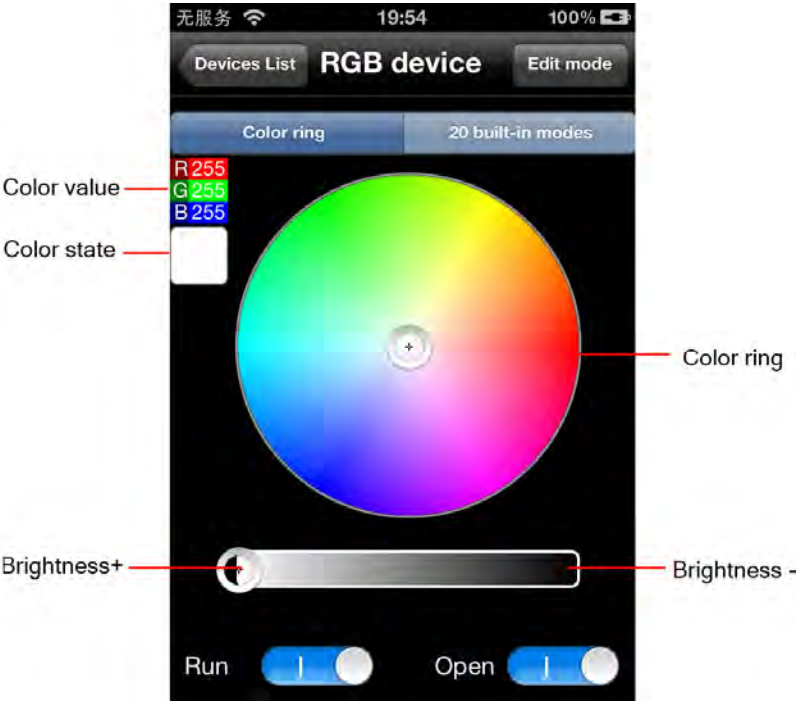 无服务 19:54 100%
Devices List RGB device Edit mode
Color ring 20 built-in modes
R 255
Color value
G 255
B 255
Color state
Color ring
Brightness+ Brightness -
Run Open